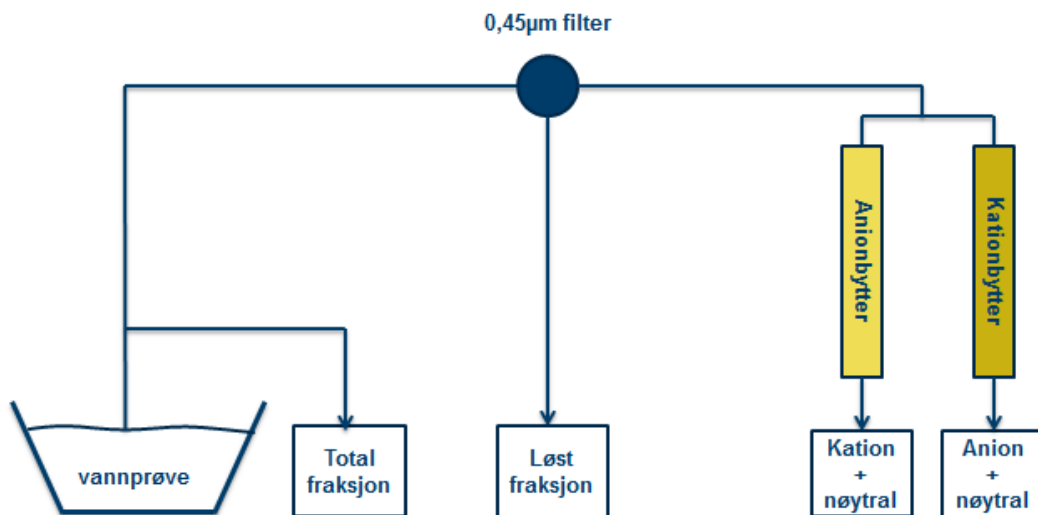 0,45µm filter
Anionbytter
Kationbytter
vannprøve
Total
fraksjon
Løst
fraksjon
Kation
+
nøytral
Anion
+
nøytral